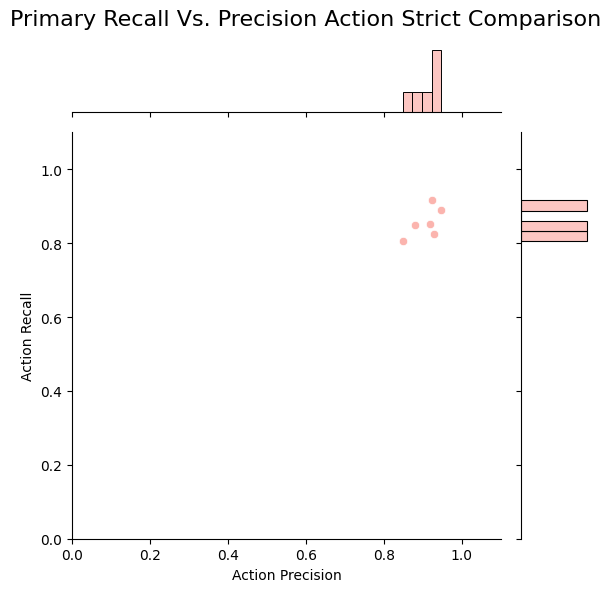 Primary Recall Vs. Precision Action Strict Comparison
1.0
0.8
0.6
0.4
0.2
0.0
Action Recall
0.0 0.2 0.4 0.6 0.8 1.0
Action Precision